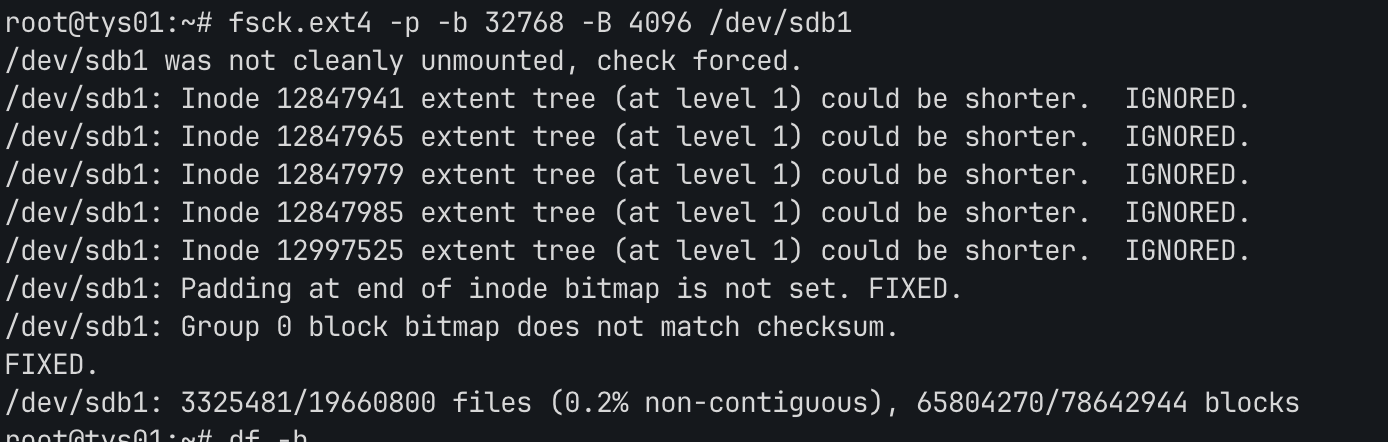 root@tys01:~# fsck.ext4 -p -b 32768 -B 4096 /dev/sdb1
/dev/sdb1 was not cleanly unmounted, check forced.
/dev/sdb1: Inode 12847941 extent tree (at level 1) could be shorter.  IGNORED.
/dev/sdb1: Inode 12847965 extent tree (at level 1) could be shorter.  IGNORED.
/dev/sdb1: Inode 12847979 extent tree (at level 1) could be shorter.  IGNORED.
/dev/sdb1: Inode 12847985 extent tree (at level 1) could be shorter.  IGNORED.
/dev/sdb1: Inode 12997525 extent tree (at level 1) could be shorter.  IGNORED.
/dev/sdb1: Padding at end of inode bitmap is not set. FIXED.
/dev/sdb1: Group 0 block bitmap does not match checksum.
FIXED.
/dev/sdb1: 3325481/19660800 files (0.2% non-contiguous), 65804270/78642944 blocks
root@tys01:~# df -h